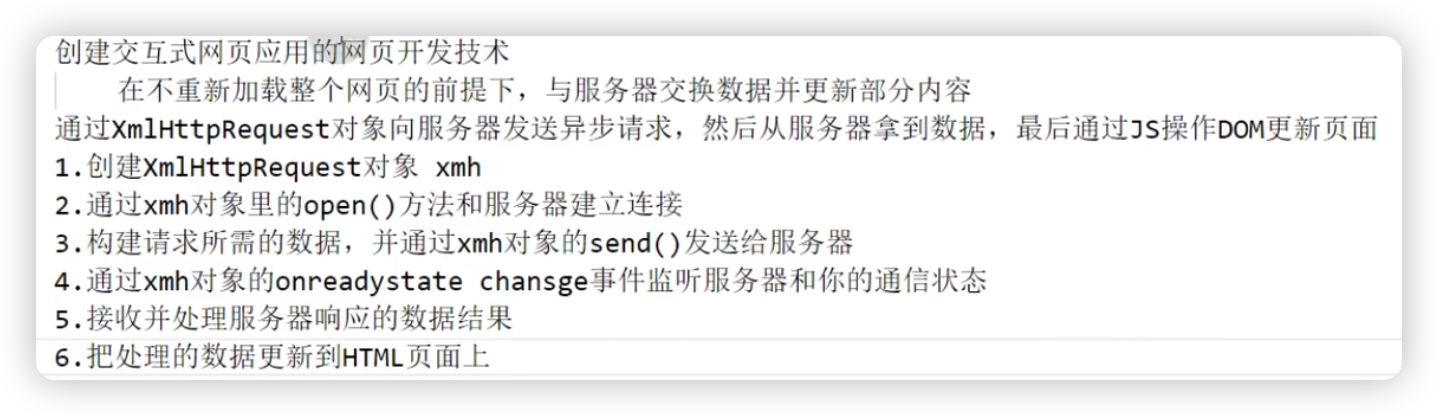 创建交互式网页应用的网页开发技术
在不重新加载整个网页的前提下，与服务器交换数据并更新部分内容
通过XmlHttpRequest对象向服务器发送异步请求，然后从服务器拿到数据，最后通过JS操作DOM更新页面
1.创建XmlHttpRequest对象 xmh
2.通过xmh对象里的open()方法和服务器建立连接
3.构建请求所需的数据，并通过xmh对象的send()发送给服务器
4.通过xmh对象的onreadystate chansge事件监听服务器和你的通信状态
5.接收并处理服务器响应的数据结果
6.把处理的数据更新到HTML页面上